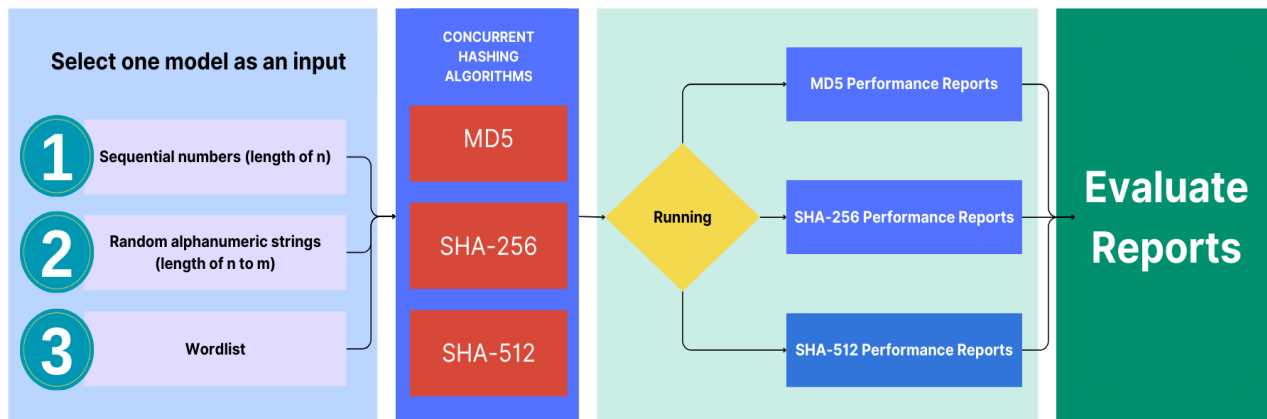 Select one model as an input
1
Sequential numbers (length of n)
2
Random alphanumeric strings
(length of n to m)
3
Wordlist
CONCURRENT
HASHING
ALGORITHMS
MD5
SHA-256
SHA-512
Running
MD5 Performance Reports
SHA-256 Performance Reports
SHA-512 Performance Reports
Evaluate
Reports